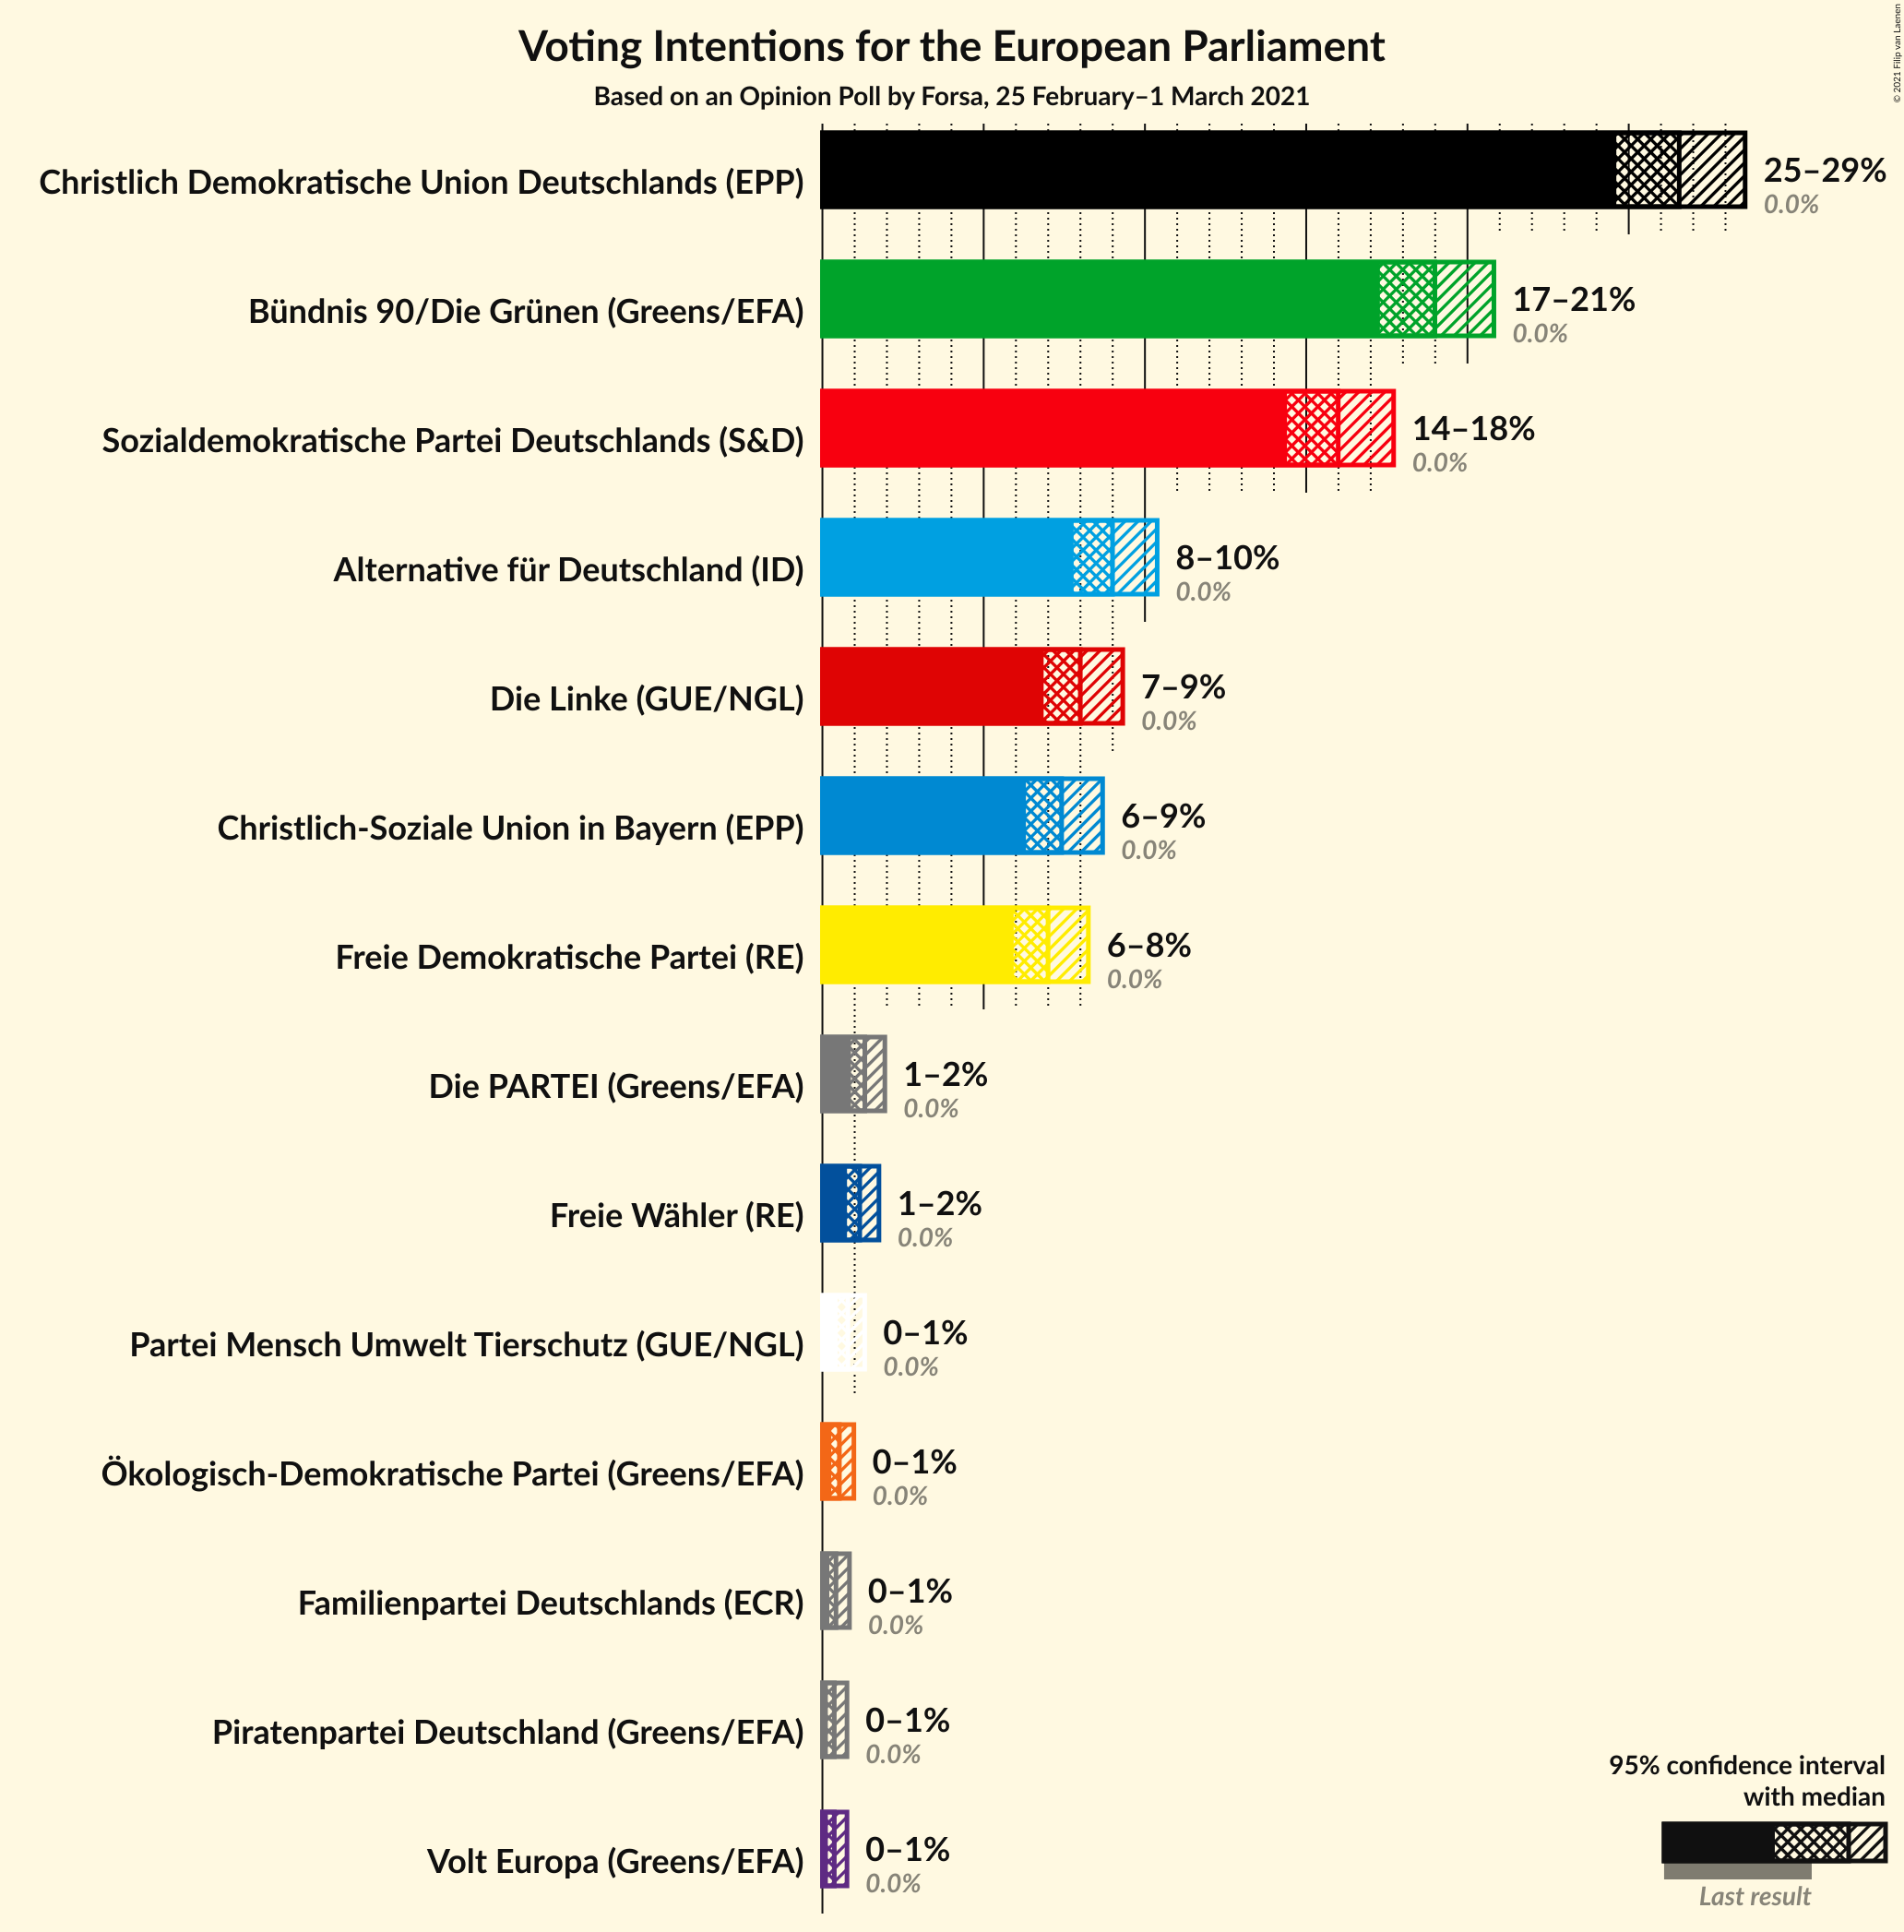 Voting Intentions for the European Parliament
Based on an Opinion Poll by Forsa, 25 February–1 March 2021
© 2021 Filip van Laenen
Christlich Demokratische Union Deutschlands (EPP)
25–29%
0.0%
Bündnis 90/Die Grünen (Greens/EFA)
17–21%
0.0%
Sozialdemokratische Partei Deutschlands (S&D)
14–18%
0.0%
Alternative für Deutschland (ID)
8–10%
0.0%
Die Linke (GUE/NGL)
7–9%
0.0%
Christlich-Soziale Union in Bayern (EPP)
6–9%
0.0%
Freie Demokratische Partei (RE)
6–8%
0.0%
Die PARTEI (Greens/EFA)
1–2%
0.0%
Freie Wähler (RE)
1–2%
0.0%
Partei Mensch Umwelt Tierschutz (GUE/NGL)
0–1%
0.0%
Ökologisch-Demokratische Partei (Greens/EFA)
0–1%
0.0%
Familienpartei Deutschlands (ECR)
0–1%
0.0%
Piratenpartei Deutschland (Greens/EFA)
0–1%
0.0%
Volt Europa (Greens/EFA)
0–1%
0.0%
95% confidence interval
with median
Last result